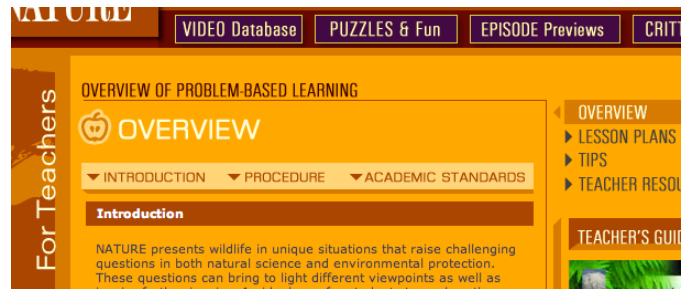 NATURE
VIDEO Database
PUZZLES & Fun
EPISODE Previews
For Teachers
OVERVIEW OF PROBLEM-BASED LEARNING
OVERVIEW
INTRODUCTION
PROCEDURE
ACADEMIC STANDARDS
Introduction
NATURE presents wildlife in unique situations that raise challenging
questions in both natural science and environmental protection.
These questions can bring to light different viewpoints as well as
OVERVIEW
LESSON PLANS
TIPS
TEACHER
TEACHER'S